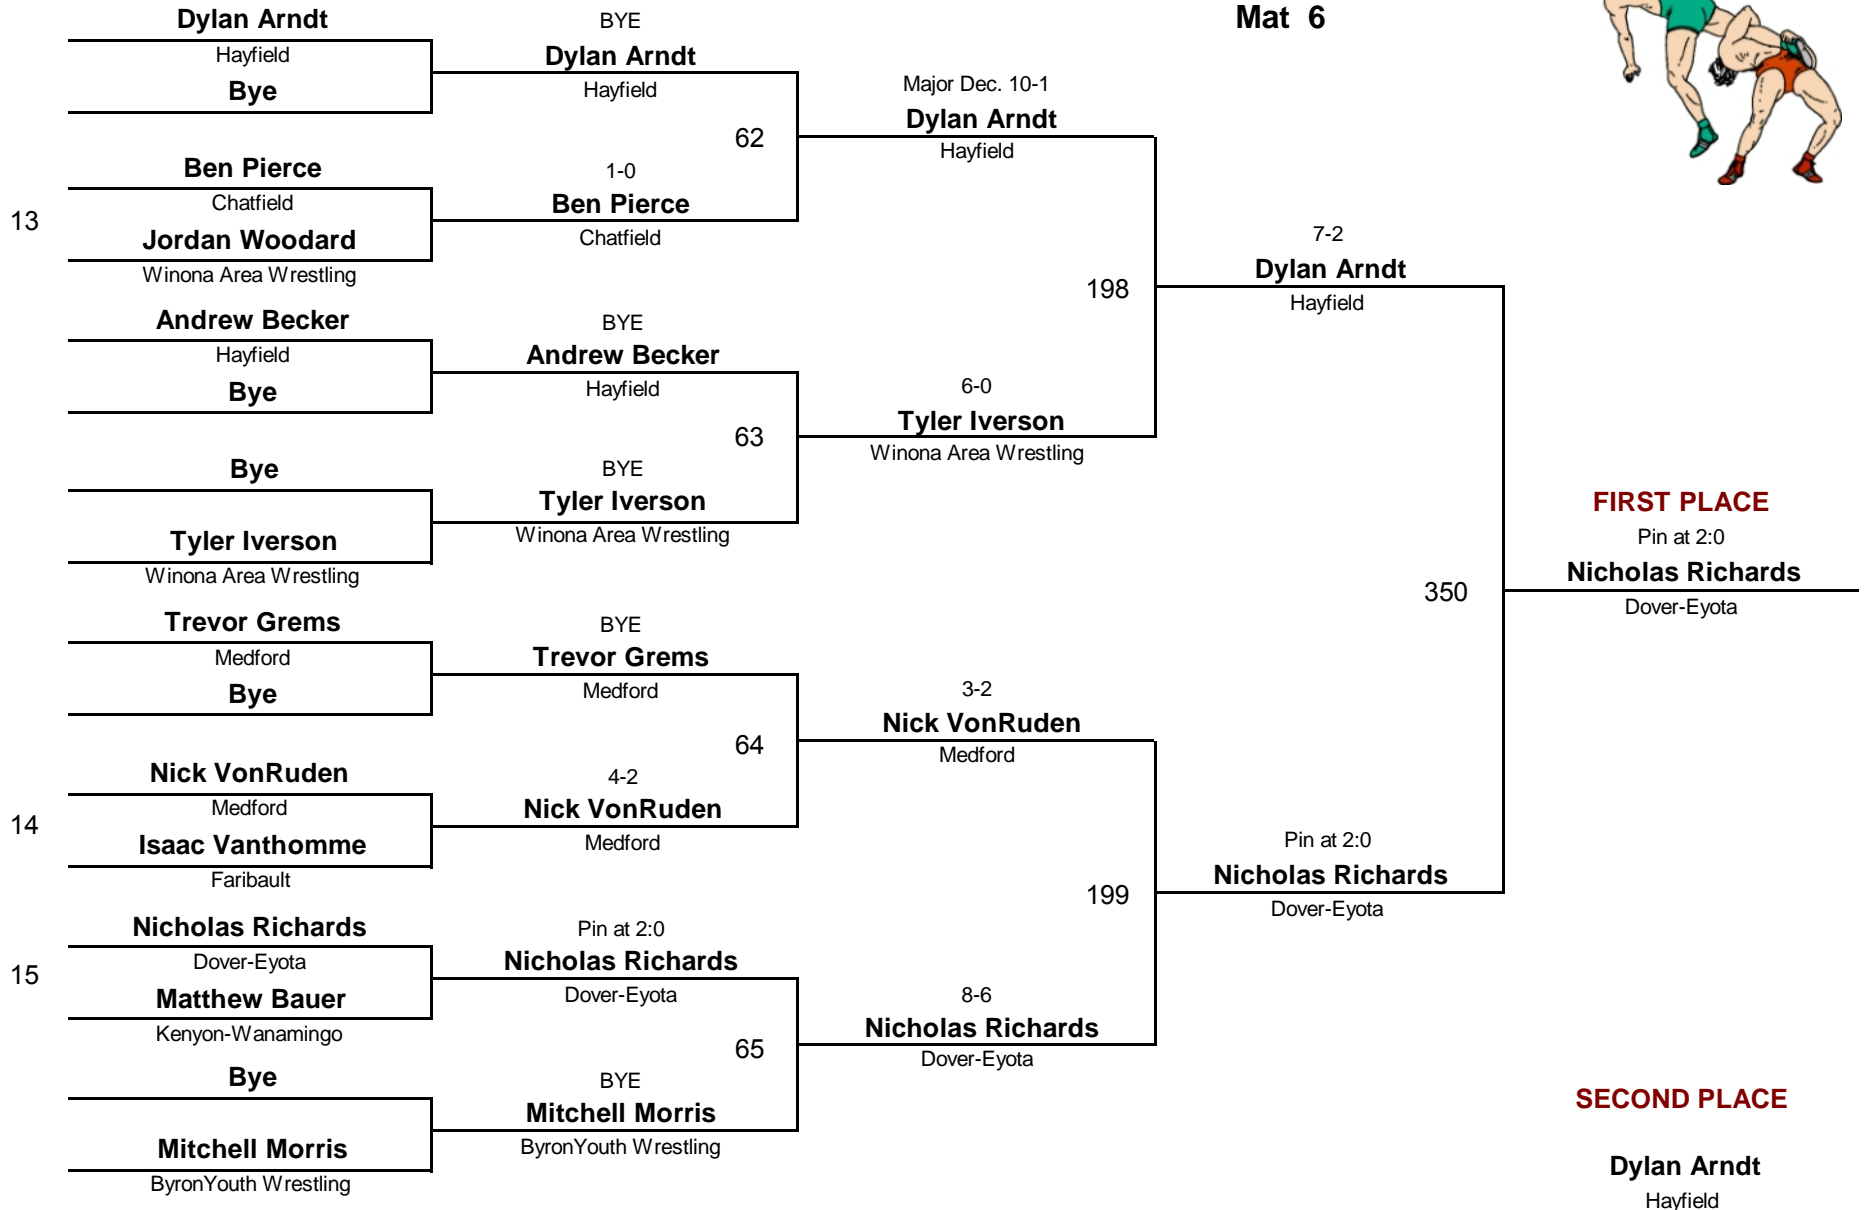 Mat 6
Dylan Arndt
Hayfield
Bye
13
Ben Pierce
Chatfield
Jordan Woodard
Winona Area Wrestling
Andrew Becker
Hayfield
Bye
Bye
Tyler Iverson
Winona Area Wrestling
Trevor Grems
Medford
Bye
14
Nick VonRuden
Medford
Isaac Vanthomme
Faribault
15
Nicholas Richards
Dover-Eyota
Matthew Bauer
Kenyon-Wanamingo
Bye
Mitchell Morris
ByronYouth Wrestling
BYE
Dylan Arndt
Hayfield
62
1-0
Ben Pierce
Chatfield
BYE
Andrew Becker
Hayfield
63
BYE
Tyler Iverson
Winona Area Wrestling
BYE
Trevor Grems
Medford
64
4-2
Nick VonRuden
Medford
Pin at 2:0
Nicholas Richards
Dover-Eyota
65
BYE
Mitchell Morris
ByronYouth Wrestling
Major Dec. 10-1
Dylan Arndt
Hayfield
198
6-0
Tyler Iverson
Winona Area Wrestling
3-2
Nick VonRuden
Medford
199
8-6
Nicholas Richards
Dover-Eyota
7-2
Dylan Arndt
Hayfield
350
Pin at 2:0
Nicholas Richards
Dover-Eyota
FIRST PLACE
Pin at 2:0
Nicholas Richards
Dover-Eyota
SECOND PLACE
Dylan Arndt
Hayfield